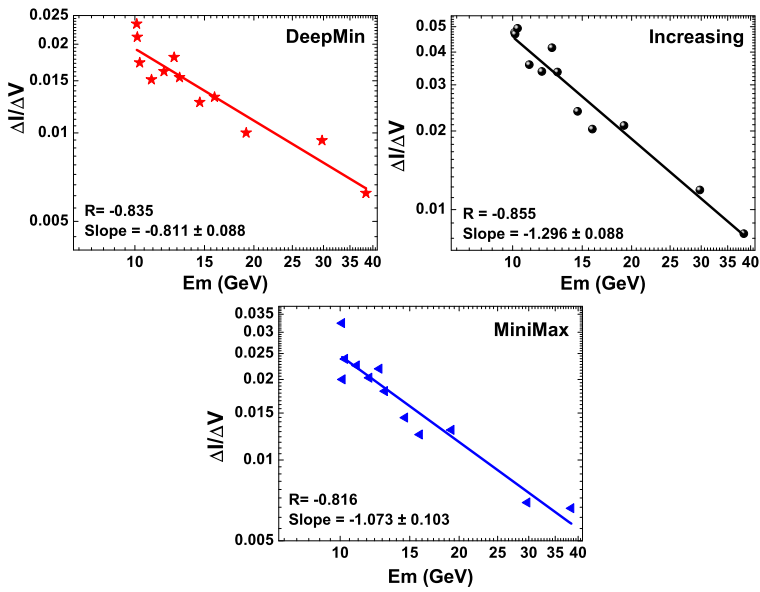 DeepMin
0.025
0.020
0.015
0.01
0.005
ΔI/ΔV
R= -0.835
Slope = -0.811 ± 0.088
10 15 20 25 30 35 40
Em (GeV)
Increasing
0.05
0.04
0.03
0.02
0.01
ΔI/ΔV
R = -0.855
Slope = -1.296 ± 0.088
10 15 20 25 30 35 40
Em (GeV)
MiniMax
0.035
0.03
0.025
0.02
0.015
0.01
0.005
ΔI/ΔV
R= -0.816
Slope = -1.073 ± 0.103
10 15 20 25 30 35 40
Em (GeV)